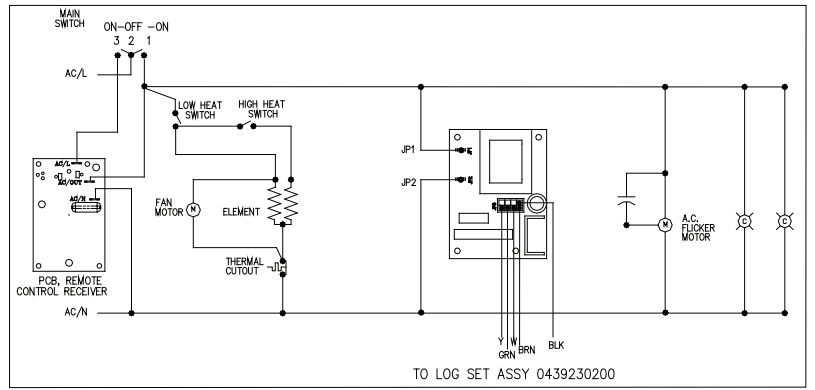 MAIN
SWITCH
ON-OFF -ON
3 2 1
AC/L
LOW HEAT
SWITCH
HIGH HEAT
SWITCH
AC/L
AC/OUT
AC/N
JP1
JP2
FAN
MOTOR
M
ELEMENT
THERMAL
CUTOUT
M
A.C.
FLICKER
MOTOR
C
C
PCB, REMOTE
CONTROL RECEIVER
AC/N
Y
GRN
W
BRN
BLK
TO LOG SET ASSY 0439230200